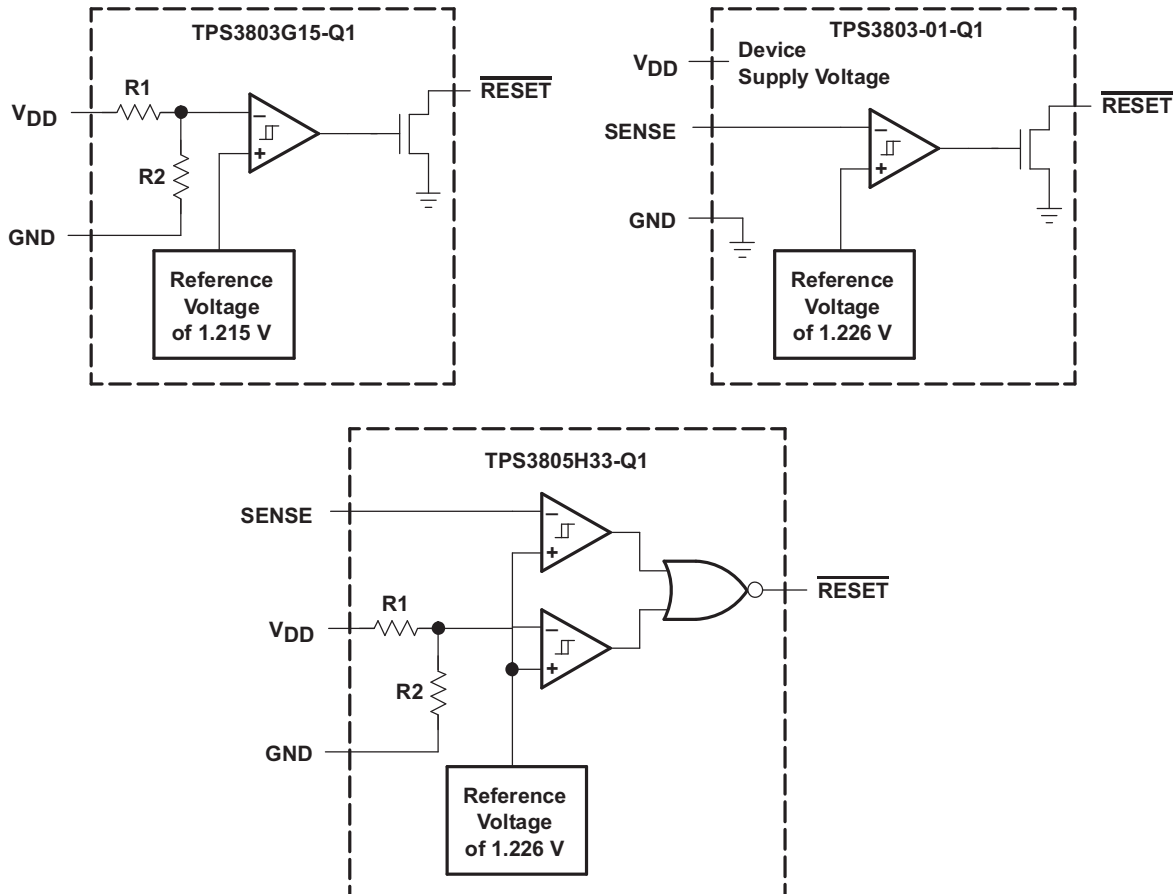 TPS3803G15-Q1
VDD
R1
R2
GND
−
+
RESET
Reference
Voltage
of 1.215 V
TPS3803-01-Q1
VDD
Device
Supply Voltage
SENSE
GND
−
+
RESET
Reference
Voltage
of 1.226 V
TPS3805H33-Q1
SENSE
−
+
R1
VDD
R2
GND
−
+
RESET
Reference
Voltage
of 1.226 V